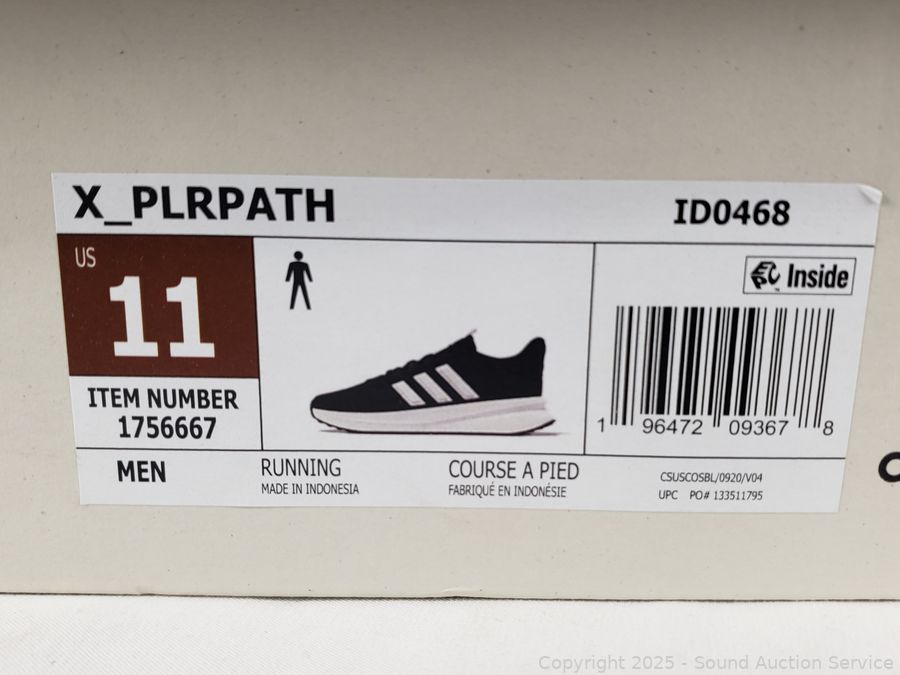 X_PLRPATH
ID0468
US
11
Inside
ITEM NUMBER
1756667
1 96472 09367 8
MEN
RUNNING
MADE IN INDONESIA
COURSE A PIED
FABRIQUÉ EN INDONÉSIE
CSUSCOSBL/0920/V04
UPC PO# 133511795
Copyright 2025 - Sound Auction Service